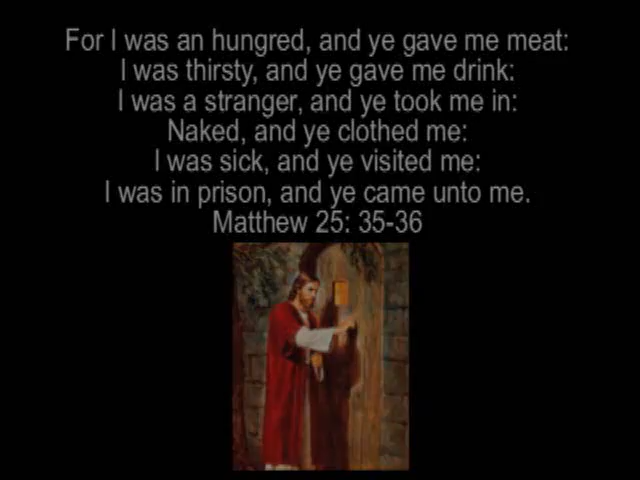 For I was an hungred, and ye gave me meat:
I was thirsty, and ye gave me drink:
I was a stranger, and ye took me in:
Naked, and ye clothed me:
I was sick, and ye visited me:
I was in prison, and ye came unto me.
Matthew 25: 35-36